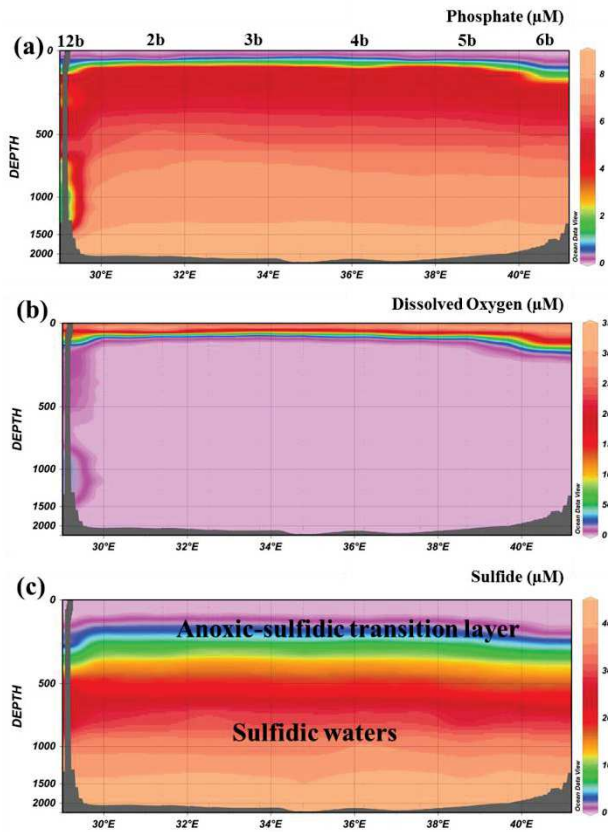 Phosphate (µM)
(a) 12b 2b 3b 4b 5b 6b
0
500
1000
1500
2000
DEPTH
30°E 32°E 34°E 36°E 38°E 40°E
8
6
4
2
0
Ocean Data View
Dissolved Oxygen (µM)
(b)
0
500
1000
1500
2000
DEPTH
30°E 32°E 34°E 36°E 38°E 40°E
50
0
Ocean Data View
Sulfide (µM)
(c)
0
500
1000
1500
2000
DEPTH
Anoxic-sulfidic transition layer
Sulfidic waters
30°E 32°E 34°E 36°E 38°E 40°E
0
Ocean Data View